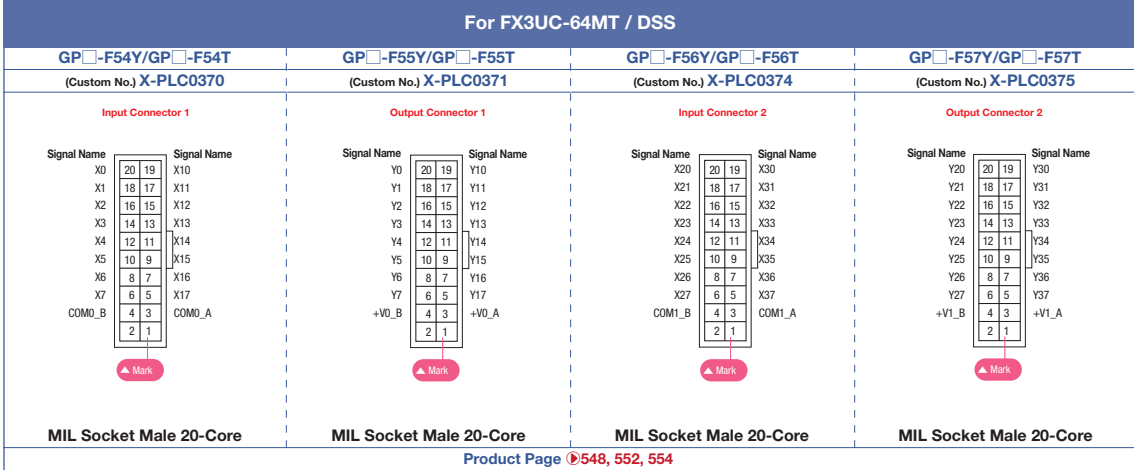 For FX3UC-64MT / DSS
GP□-F54Y/GP□-F54T
(Custom No.) X-PLC0370
Input Connector 1
Signal Name Signal Name
X0 20 19 X10
X1 18 17 X11
X2 16 15 X12
X3 14 13 X13
X4 12 11 X14
X5 10 9 X15
X6 8 7 X16
X7 6 5 X17
COM0_B 4 3 COM0_A
2 1
▲ Mark
MIL Socket Male 20-Core
GP□-F55Y/GP□-F55T
(Custom No.) X-PLC0371
Output Connector 1
Signal Name Signal Name
Y0 20 19 Y10
Y1 18 17 Y11
Y2 16 15 Y12
Y3 14 13 Y13
Y4 12 11 Y14
Y5 10 9 Y15
Y6 8 7 Y16
Y7 6 5 Y17
+V0_B 4 3 +V0_A
2 1
▲ Mark
MIL Socket Male 20-Core
GP□-F56Y/GP□-F56T
(Custom No.) X-PLC0374
Input Connector 2
Signal Name Signal Name
X20 20 19 X30
X21 18 17 X31
X22 16 15 X32
X23 14 13 X33
X24 12 11 X34
X25 10 9 X35
X26 8 7 X36
X27 6 5 X37
COM1_B 4 3 COM1_A
2 1
▲ Mark
MIL Socket Male 20-Core
GP□-F57Y/GP□-F57T
(Custom No.) X-PLC0375
Output Connector 2
Signal Name Signal Name
Y20 20 19 Y30
Y21 18 17 Y31
Y22 16 15 Y32
Y23 14 13 Y33
Y24 12 11 Y34
Y25 10 9 Y35
Y26 8 7 Y36
Y27 6 5 Y37
+V1_B 4 3 +V1_A
2 1
▲ Mark
MIL Socket Male 20-Core
Product Page 548, 552, 554